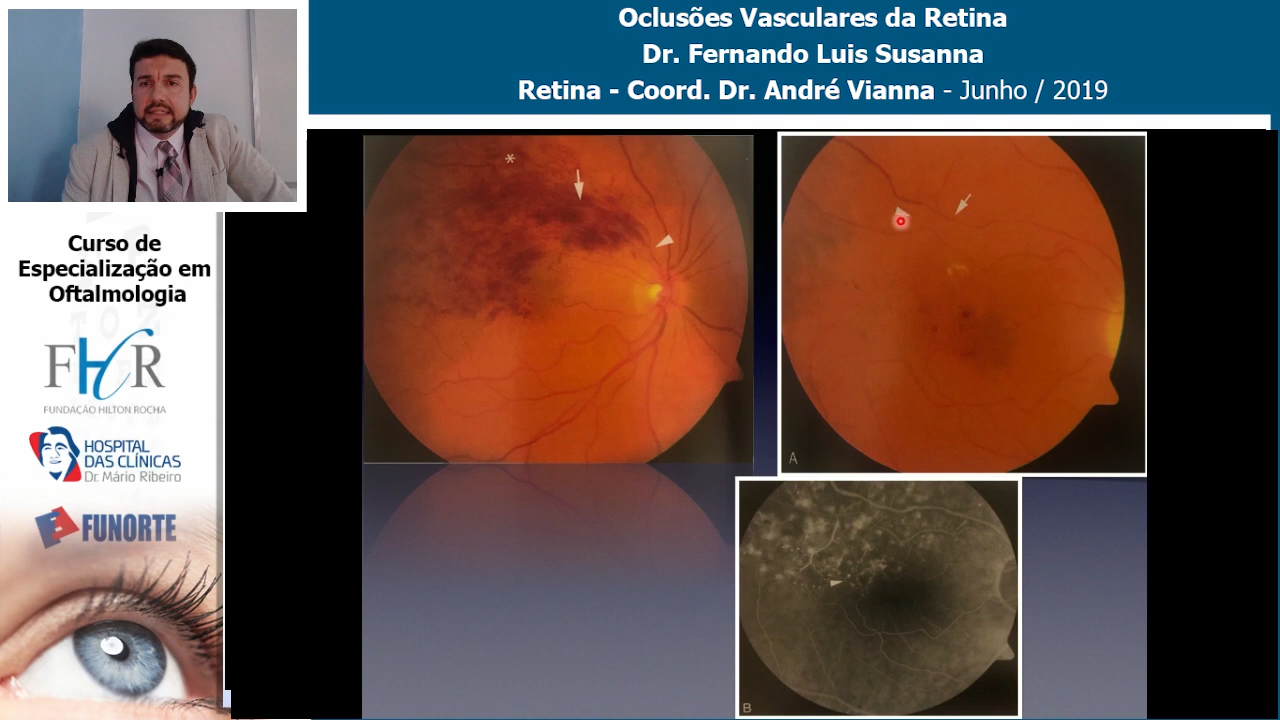 Oclusões Vasculares da Retina
Dr. Fernando Luis Susanna
Retina - Coord. Dr. André Vianna - Junho / 2019
Curso de
Especialização em
Oftalmologia
FHR
FUNDAÇÃO HILTON ROCHA
HOSPITAL
DAS CLÍNICAS
Dr. Mário Ribeiro
FUNORTE
*
A
B